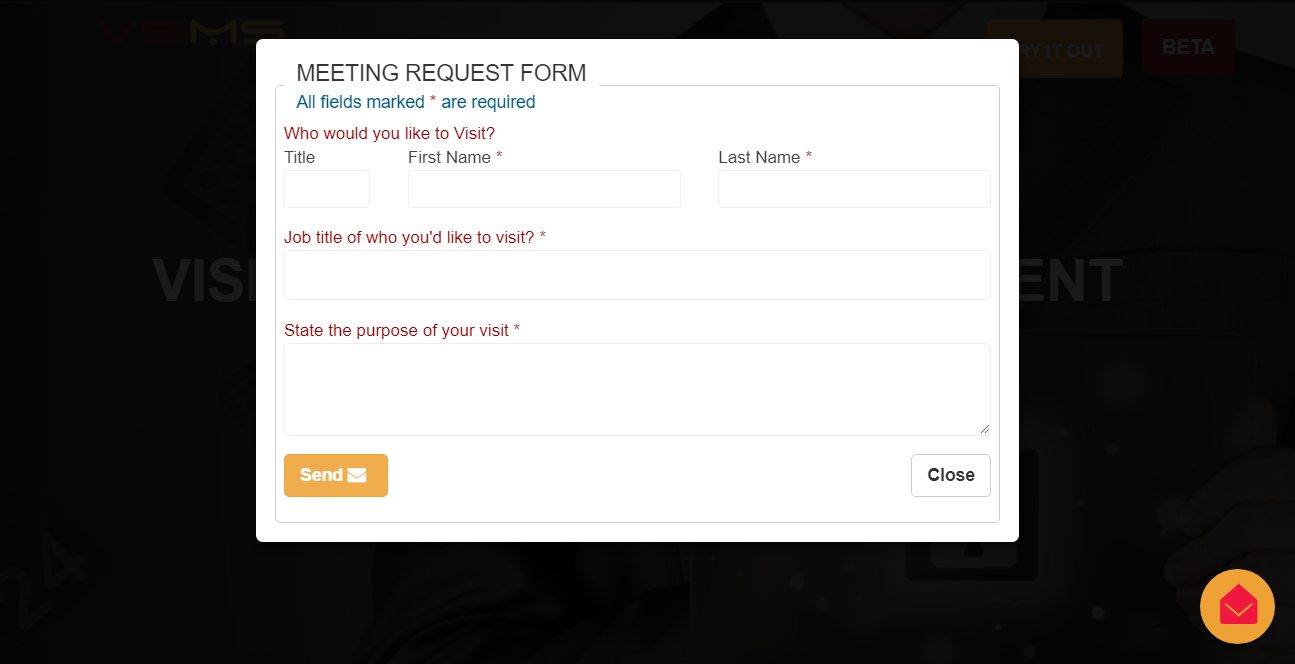 VSMS
RY IT OUT
BETA
MEETING REQUEST FORM
All fields marked * are required
Who would you like to Visit?
Title First Name * Last Name *
Job title of who you'd like to visit? *
VISI ENT
State the purpose of your visit *
Send Close
24